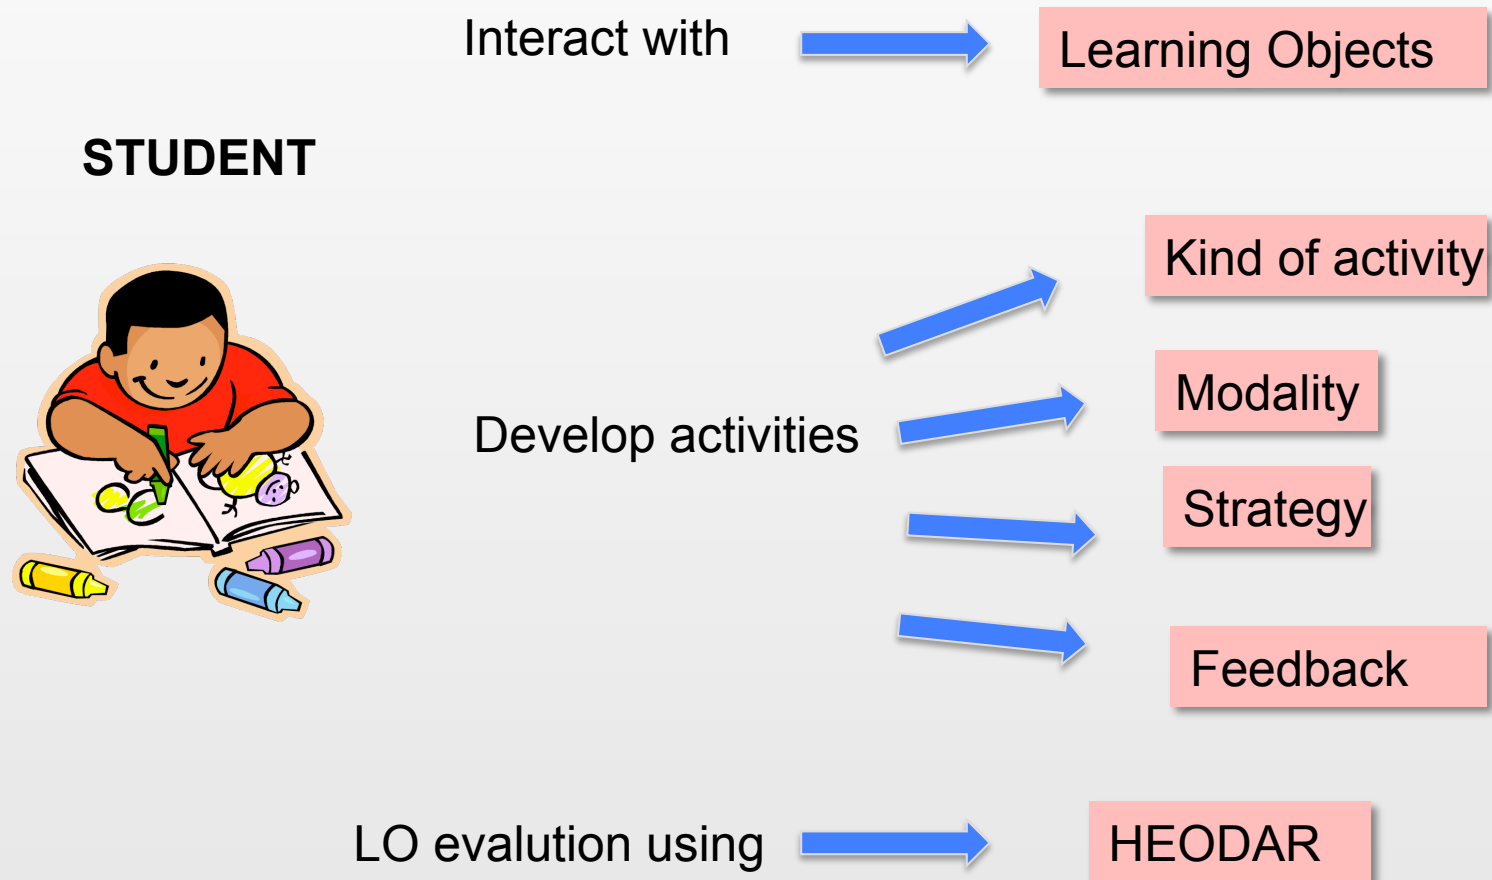 Interact with
Learning Objects
STUDENT
Kind of activity
Develop activities
Modality
Strategy
Feedback
LO evalution using
HEODAR